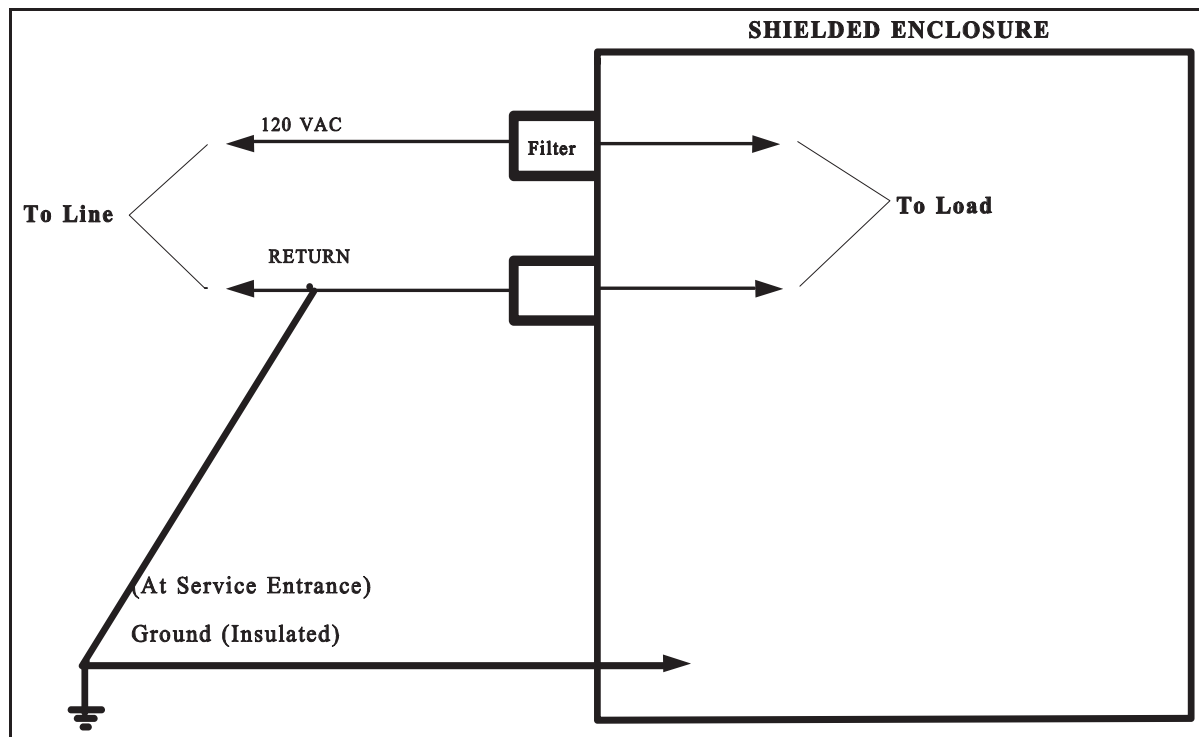 SHIELDED ENCLOSURE
120 VAC
Filter
To Line
To Load
RETURN
(At Service Entrance)
Ground (Insulated)